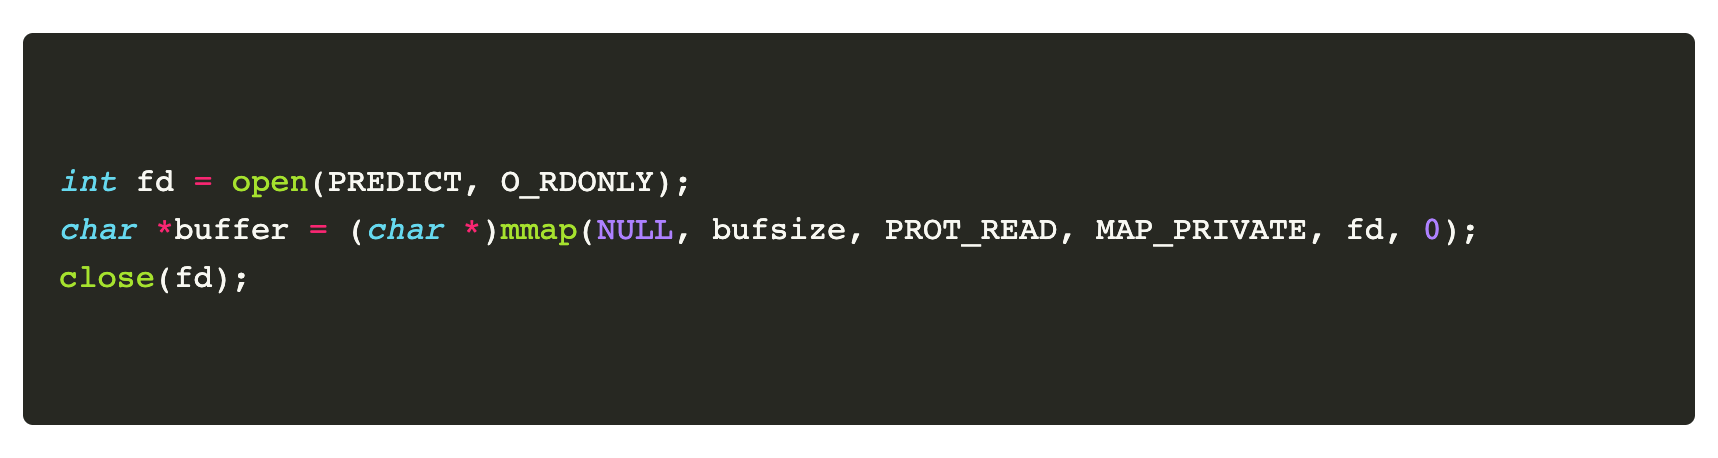 int fd = open(PREDICT, O_RDONLY);
char *buffer = (char *)mmap(NULL, bufsize, PROT_READ, MAP_PRIVATE, fd, 0);
close(fd);